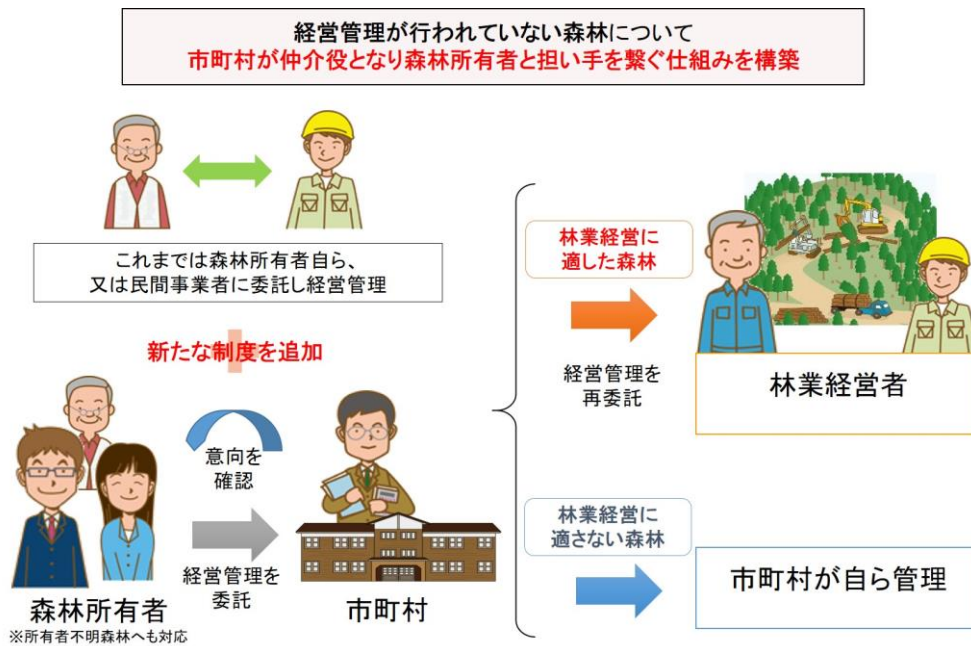 経営管理が行われていない森林について
市町村が仲介役となり森林所有者と担い手を繋ぐ仕組みを構築
これまでは森林所有者自ら、
又は民間事業者に委託し経営管理
新たな制度を追加
意向を
確認
経営管理を
委託
森林所有者
※所有者不明森林へも対応
市町村
林業経営に
適した森林
経営管理を
再委託
林業経営者
林業経営に
適さない森林
市町村が自ら管理